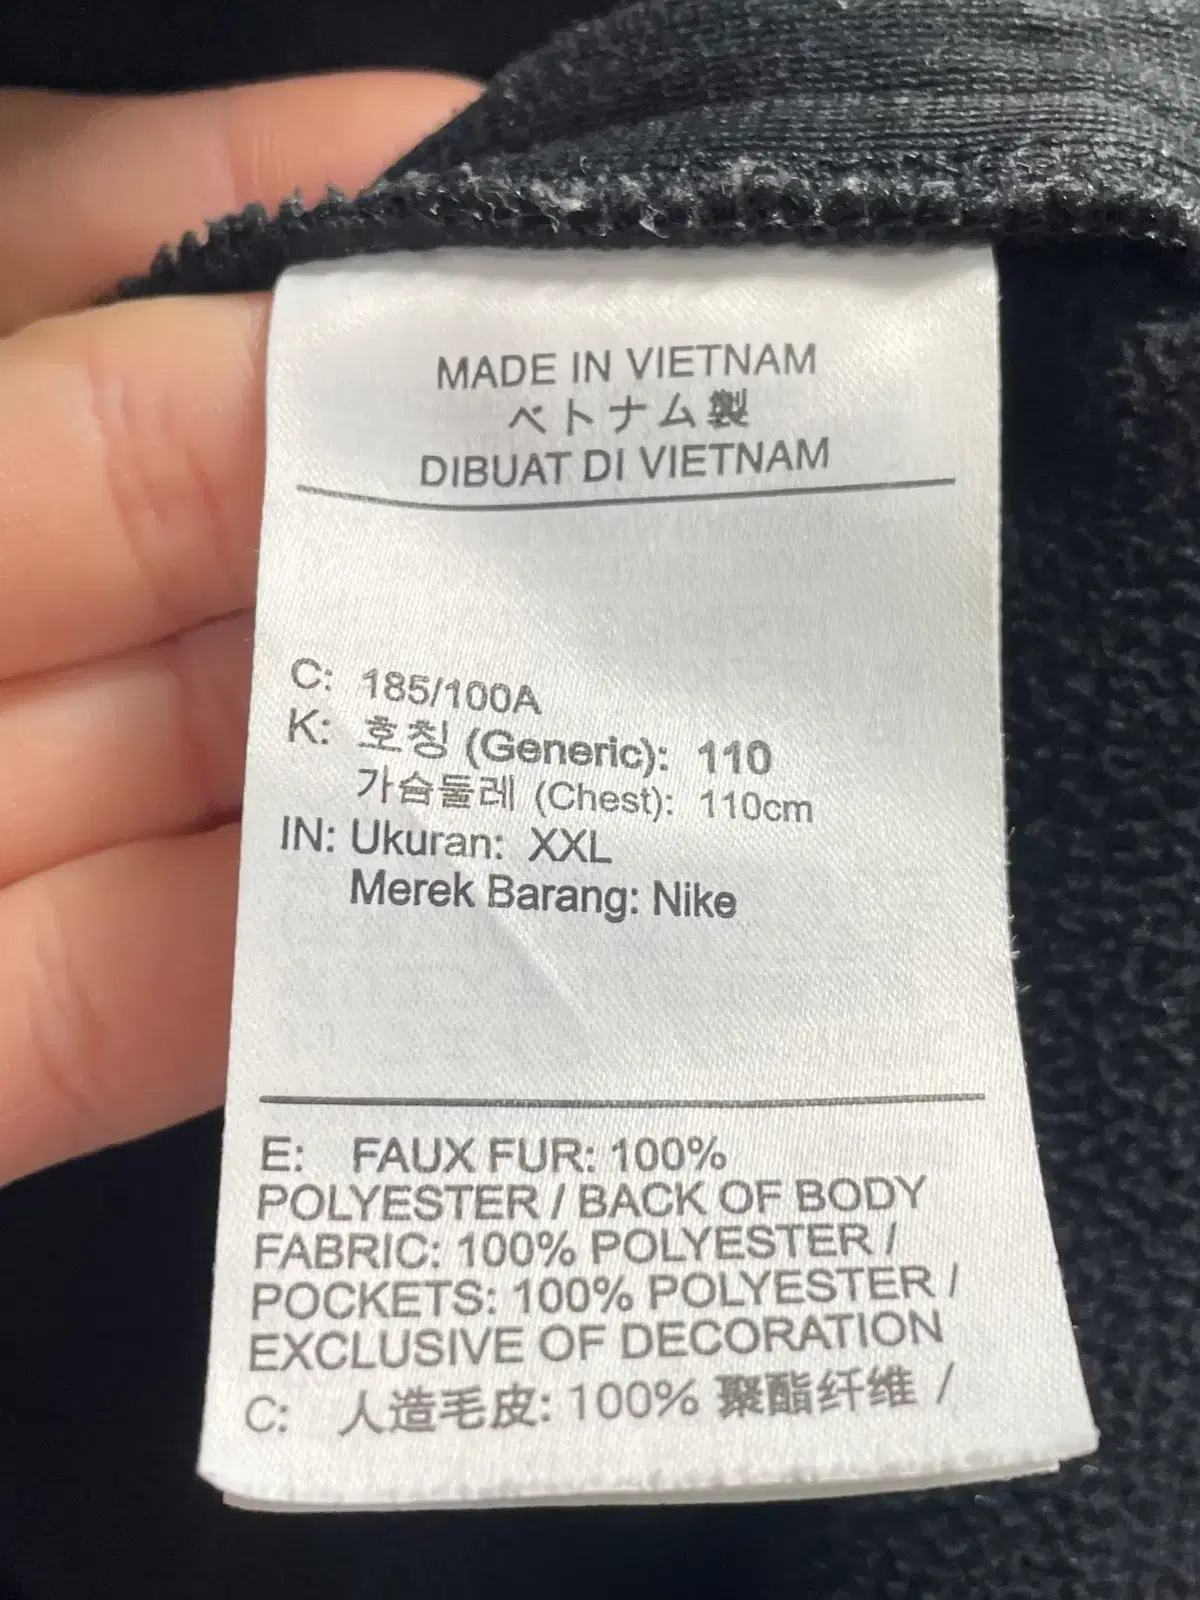 MADE IN VIETNAM
ベトナム製
DIBUAT DI VIETNAM
C: 185/100A
K: 호칭 (Generic): 110
가슴둘레 (Chest): 110cm
IN: Ukuran: XXL
Merek Barang: Nike
E: FAUX FUR: 100%
POLYESTER / BACK OF BODY
FABRIC: 100% POLYESTER /
POCKETS: 100% POLYESTER /
EXCLUSIVE OF DECORATION
C: 人造毛皮: 100% 聚酯纤维 /